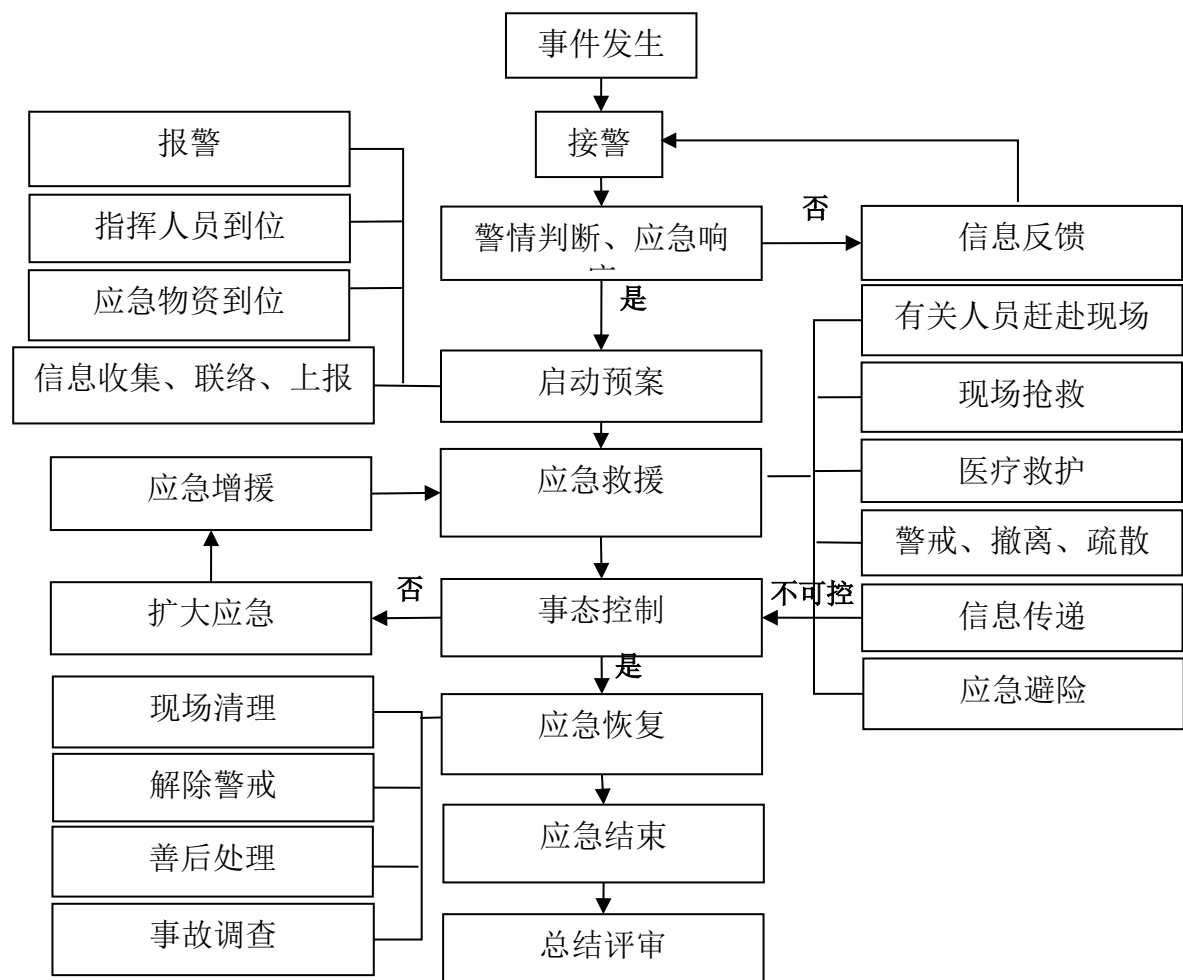 事件发生
报警
接警
指挥人员到位
警情判断、应急响
否
信息反馈
应急物资到位
是
有关人员赶赴现场
信息收集、联络、上报
启动预案
现场抢救
应急增援
应急救援
医疗救护
警戒、撤离、疏散
扩大应急
否
事态控制
不可控
信息传递
是
现场清理
应急恢复
应急避险
解除警戒
应急结束
善后处理
事故调查
总结评审